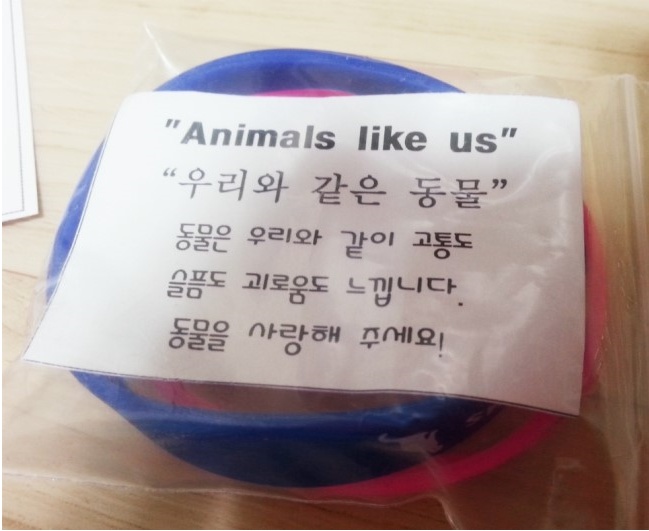 "Animals like us"
“우리와 같은 동물”
동물은 우리와 같이 고통도
슬픔도 괴로움도 느낍니다.
동물을 사랑해 주세요!